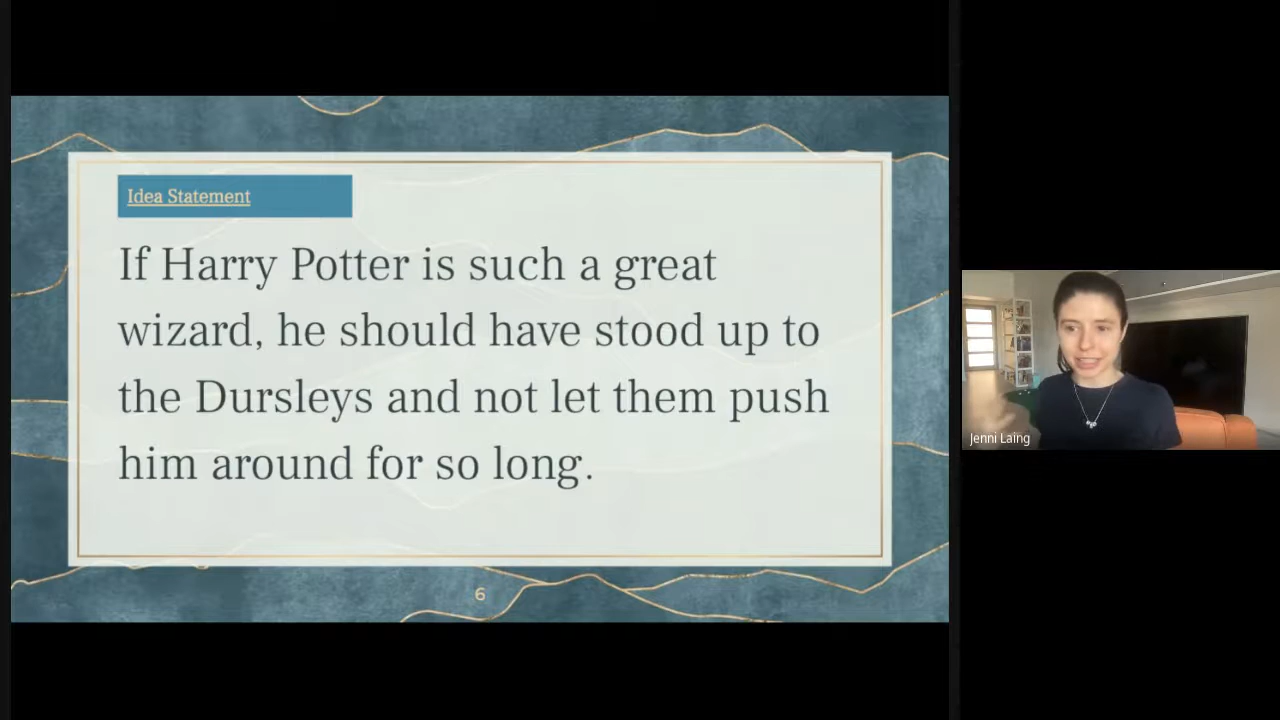 Idea Statement
If Harry Potter is such a great
wizard, he should have stood up to
the Dursleys and not let them push
him around for so long.
6
Jenni Laing